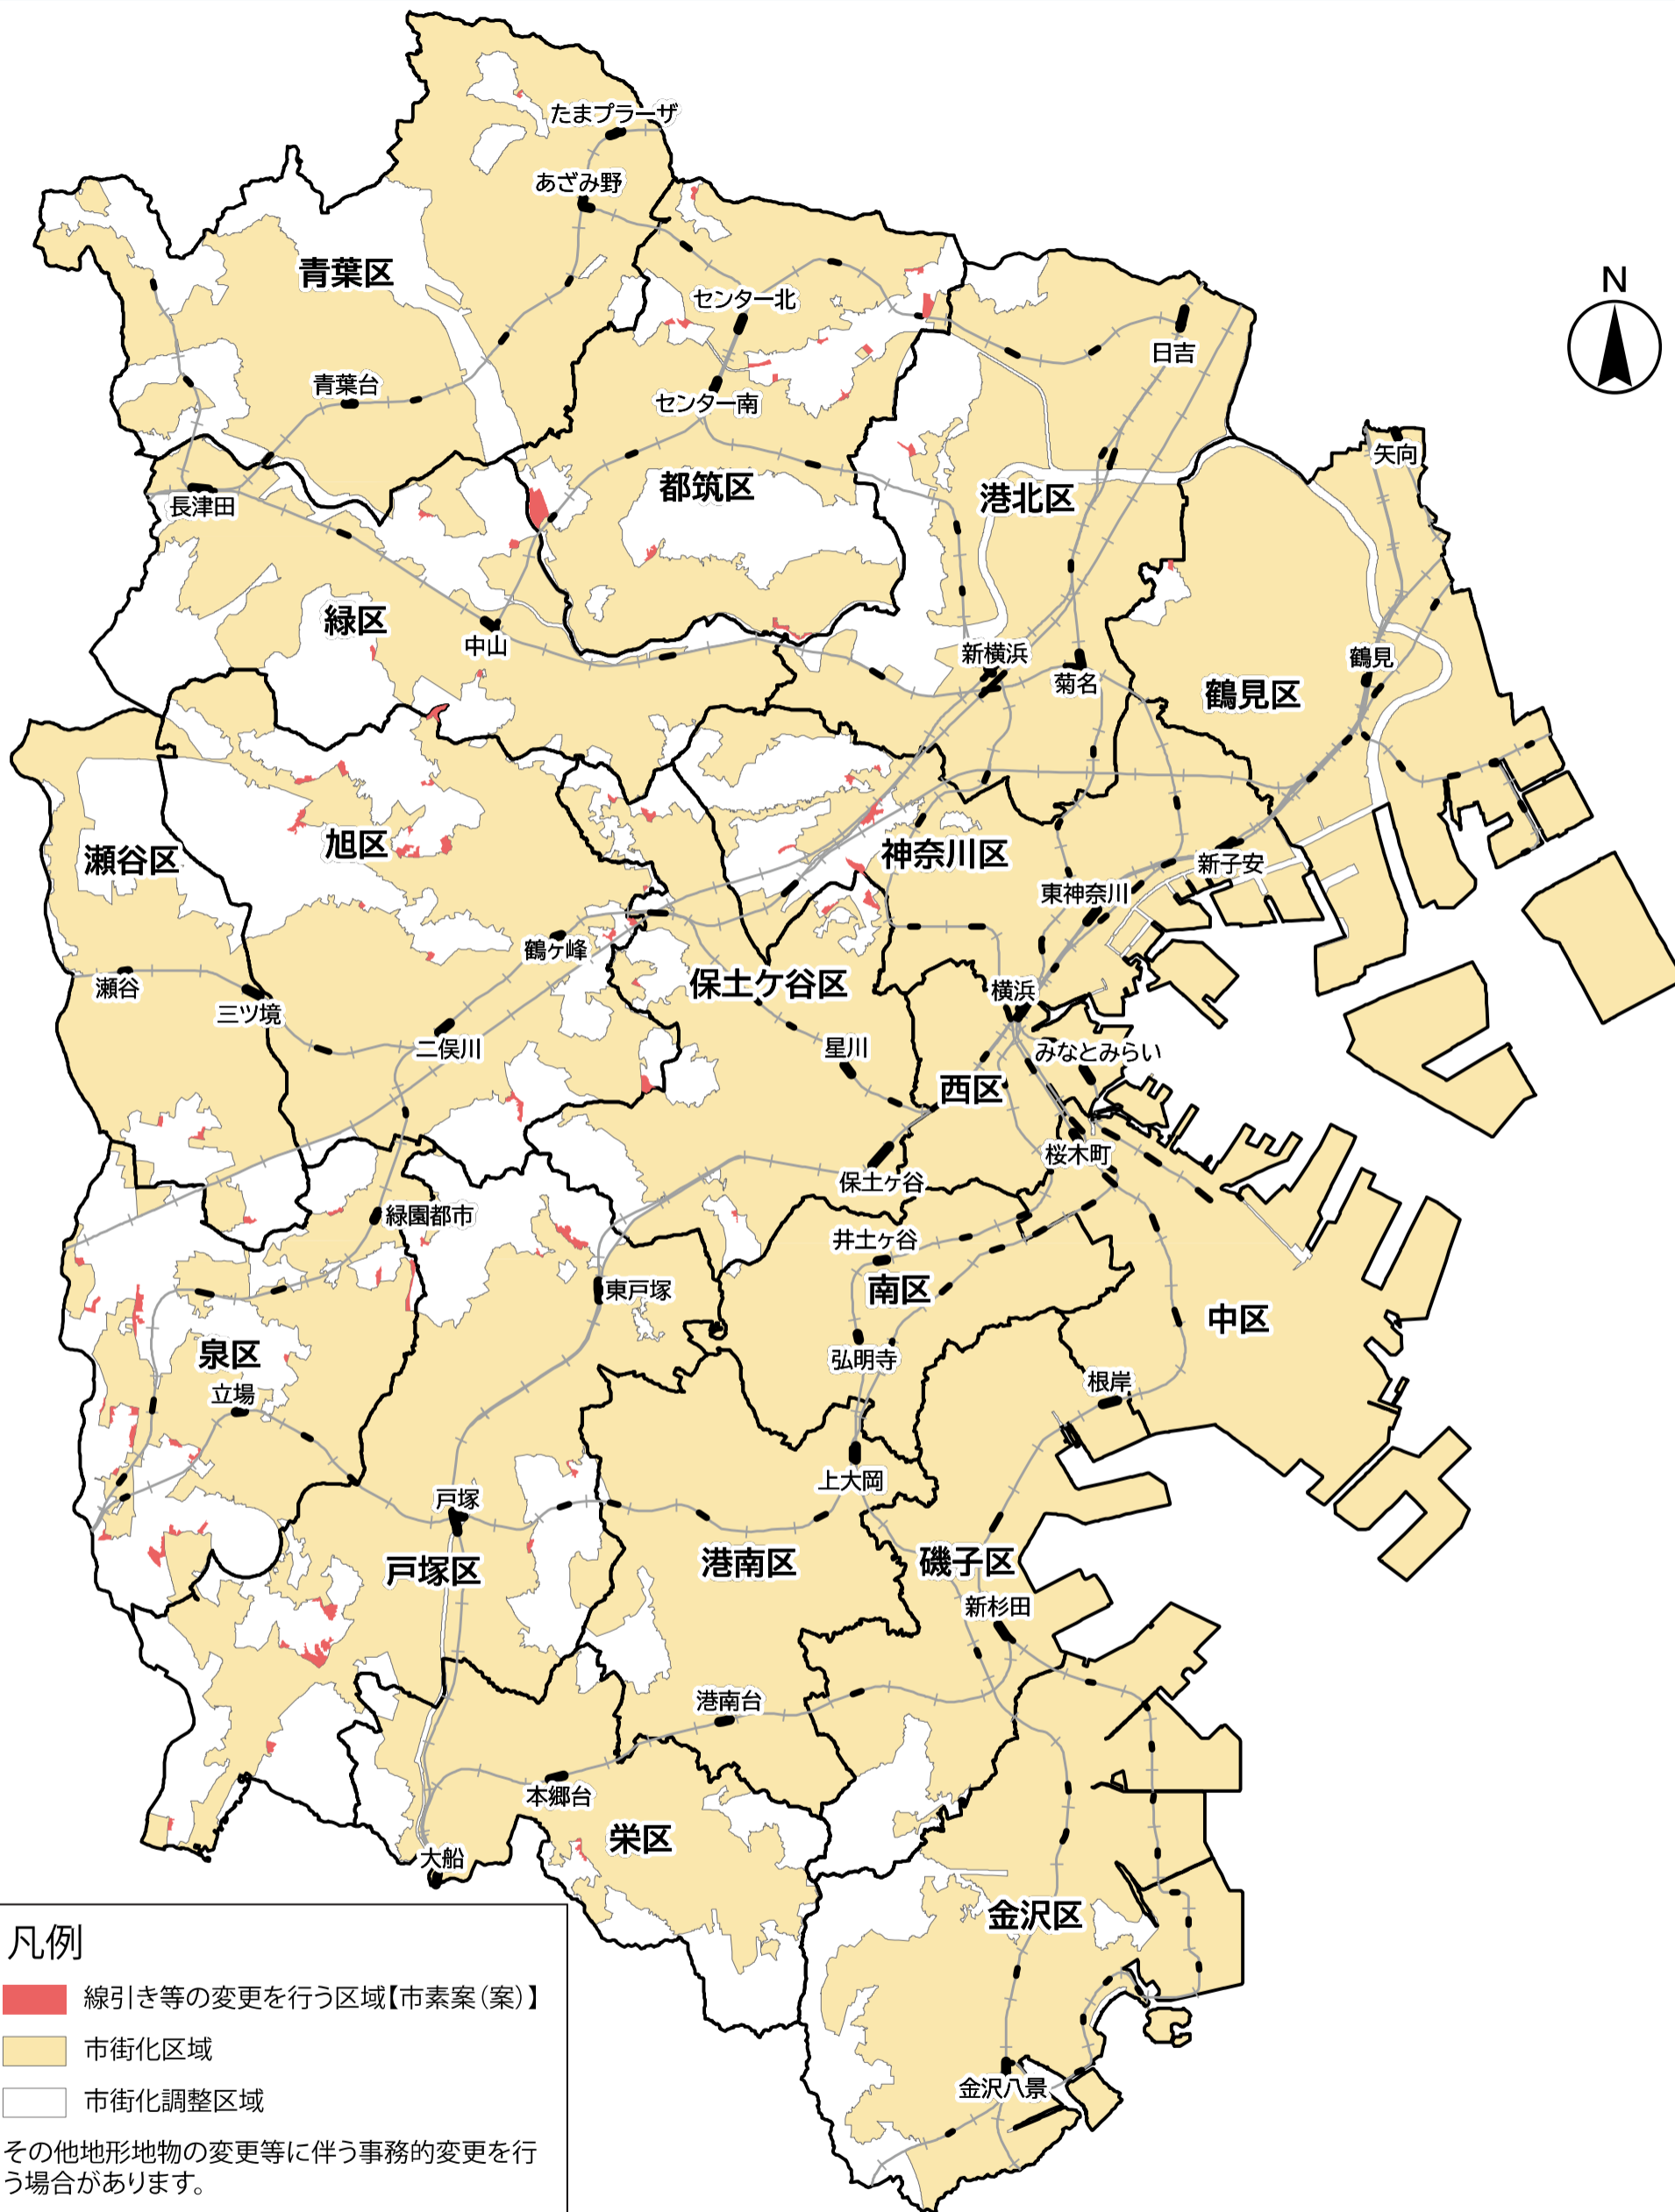 たまプラーザ
あざみ野
青葉区
N
センター北
日吉
青葉台
センター南
矢向
都筑区
港北区
長津田
緑区
中山
新横浜
鶴見
菊名
鶴見区
旭区
瀬谷区
神奈川区
新子安
東神奈川
鶴ヶ峰
保土ケ谷区
瀬谷
横浜
三ツ境
二俣川
星川
みなとみらい
西区
桜木町
保土ヶ谷
緑園都市
井土ヶ谷
東戸塚
南区
中区
泉区
弘明寺
立場
根岸
上大岡
戸塚
戸塚区
港南区
磯子区
新杉田
港南台
本郷台
栄区
大船
金沢区
金沢八景
凡例
線引き等の変更を行う区域【市素案（案）】
市街化区域
市街化調整区域
その他地形地物の変更等に伴う事務的変更を行
う場合があります。